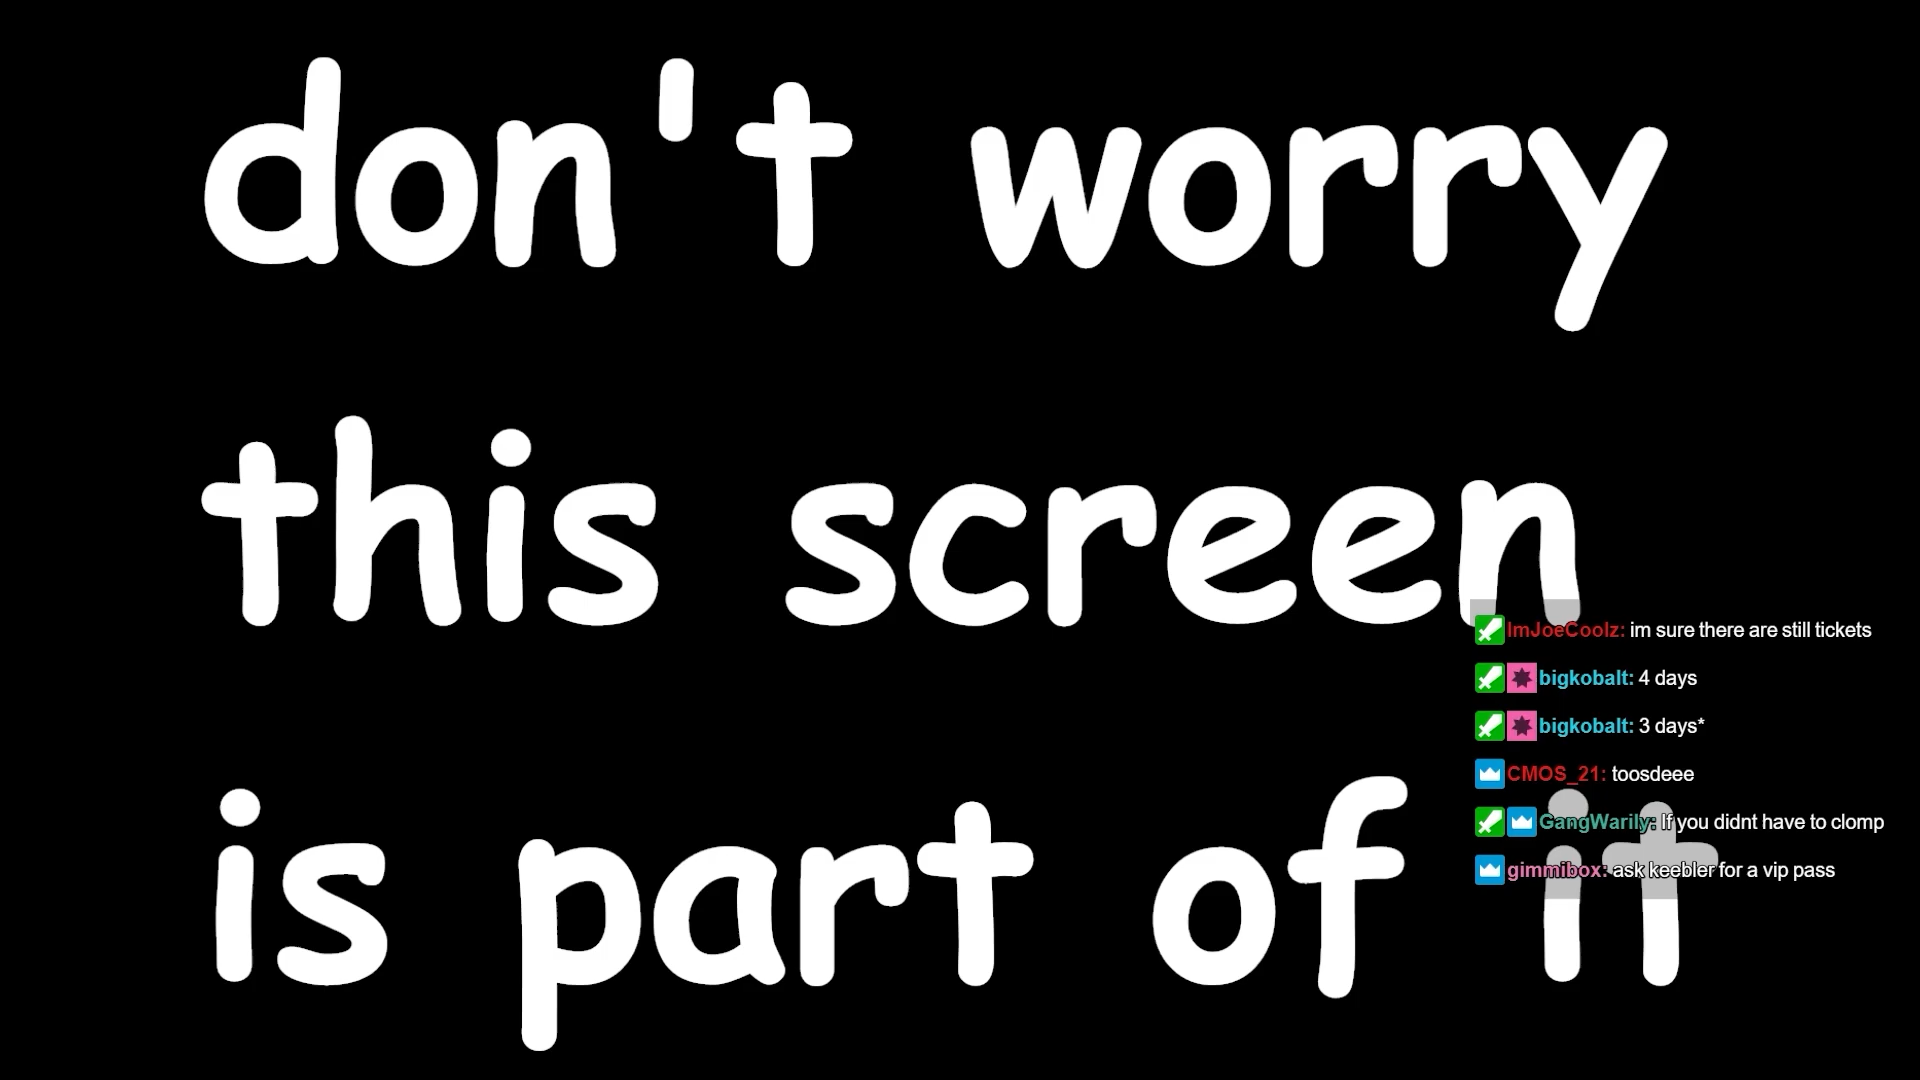 don't worry
this screen
is part of it
ImJoeCoolz: im sure there are still tickets
bigkobalt: 4 days
bigkobalt: 3 days*
CMOS_21: toosdeee
GangWarily: If you didnt have to clomp
gimmibox: ask keebler for a vip pass